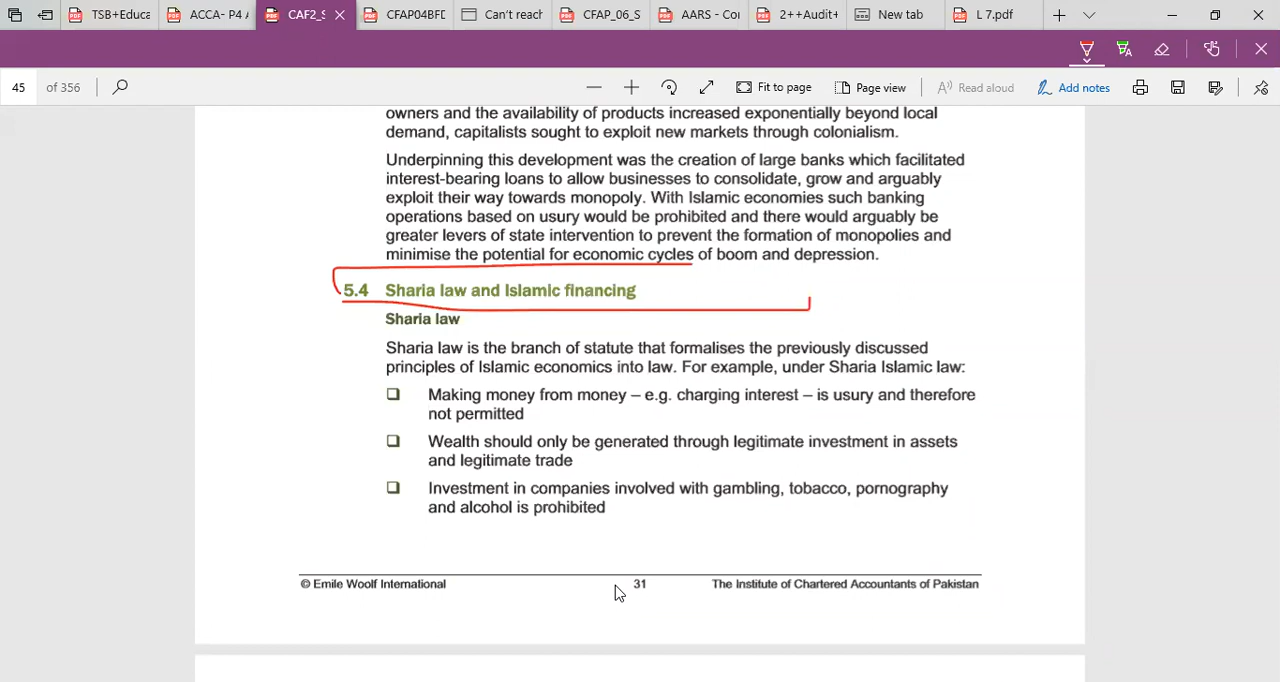 TSB+Educa
ACCA- P4 A
CAF2_S
CFAP04BFD
Can't reach
CFAP_06_S
AARS - Cor
2++Audit+
New tab
L 7.pdf
45 of 356
Fit to page
Page view
Read aloud
Add notes
owners and the availability of products increased exponentially beyond local
demand, capitalists sought to exploit new markets through colonialism.
Underpinning this development was the creation of large banks which facilitated
interest-bearing loans to allow businesses to consolidate, grow and arguably
exploit their way towards monopoly. With Islamic economies such banking
operations based on usury would be prohibited and there would arguably be
greater levers of state intervention to prevent the formation of monopolies and
minimise the potential for economic cycles of boom and depression.
5.4 Sharia law and Islamic financing
Sharia law
Sharia law is the branch of statute that formalises the previously discussed
principles of Islamic economics into law. For example, under Sharia Islamic law:
❑ Making money from money – e.g. charging interest – is usury and therefore
not permitted
❑ Wealth should only be generated through legitimate investment in assets
and legitimate trade
❑ Investment in companies involved with gambling, tobacco, pornography
and alcohol is prohibited
© Emile Woolf International 31 The Institute of Chartered Accountants of Pakistan